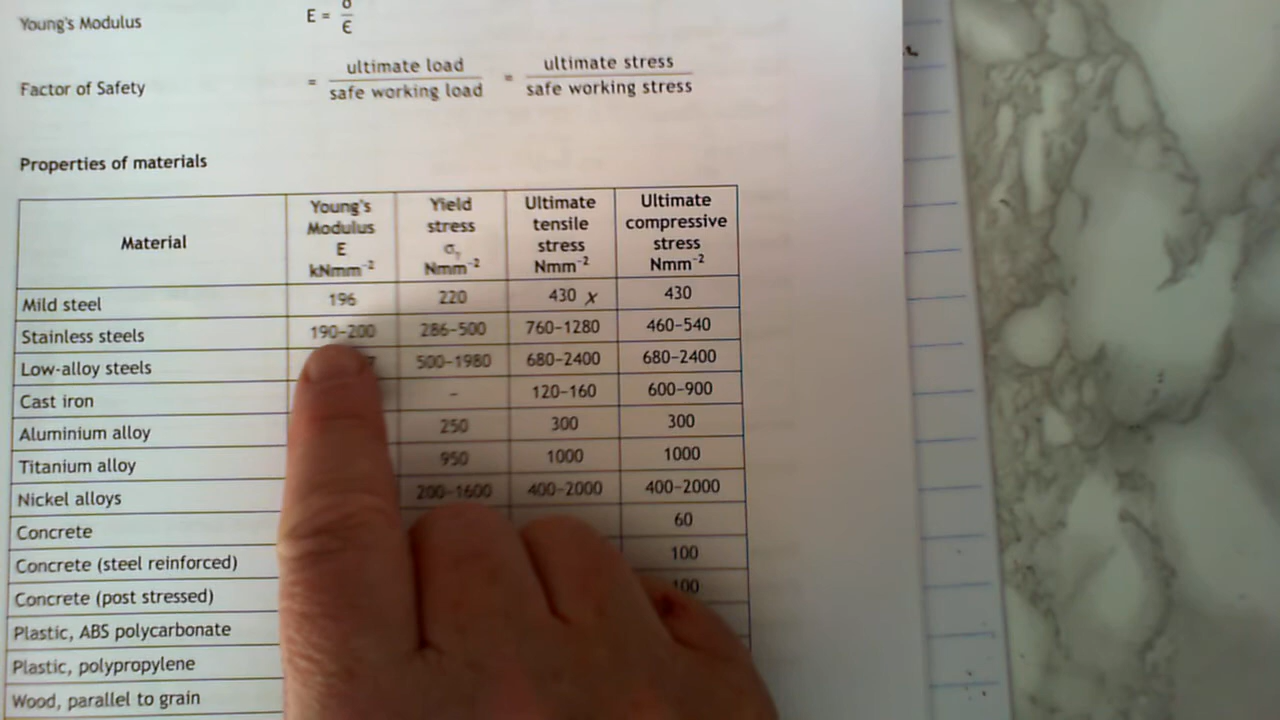 Young's Modulus E = σ
ϵ
Factor of Safety = ultimate load = ultimate stress
safe working load safe working stress
Properties of materials
Material Young's Modulus E kNmm⁻² Yield stress σy Nmm⁻² Ultimate tensile stress Nmm⁻² Ultimate compressive stress Nmm⁻²
Mild steel 196 220 430 x 430
Stainless steels 190-200 286-500 760-1280 460-540
Low-alloy steels 500-1980 680-2400 680-2400
Cast iron - 120-160 600-900
Aluminium alloy 250 300 300
Titanium alloy 950 1000 1000
Nickel alloys 200-1600 400-2000 400-2000
Concrete 60
Concrete (steel reinforced) 100
Concrete (post stressed) 100
Plastic, ABS polycarbonate
Plastic, polypropylene
Wood, parallel to grain